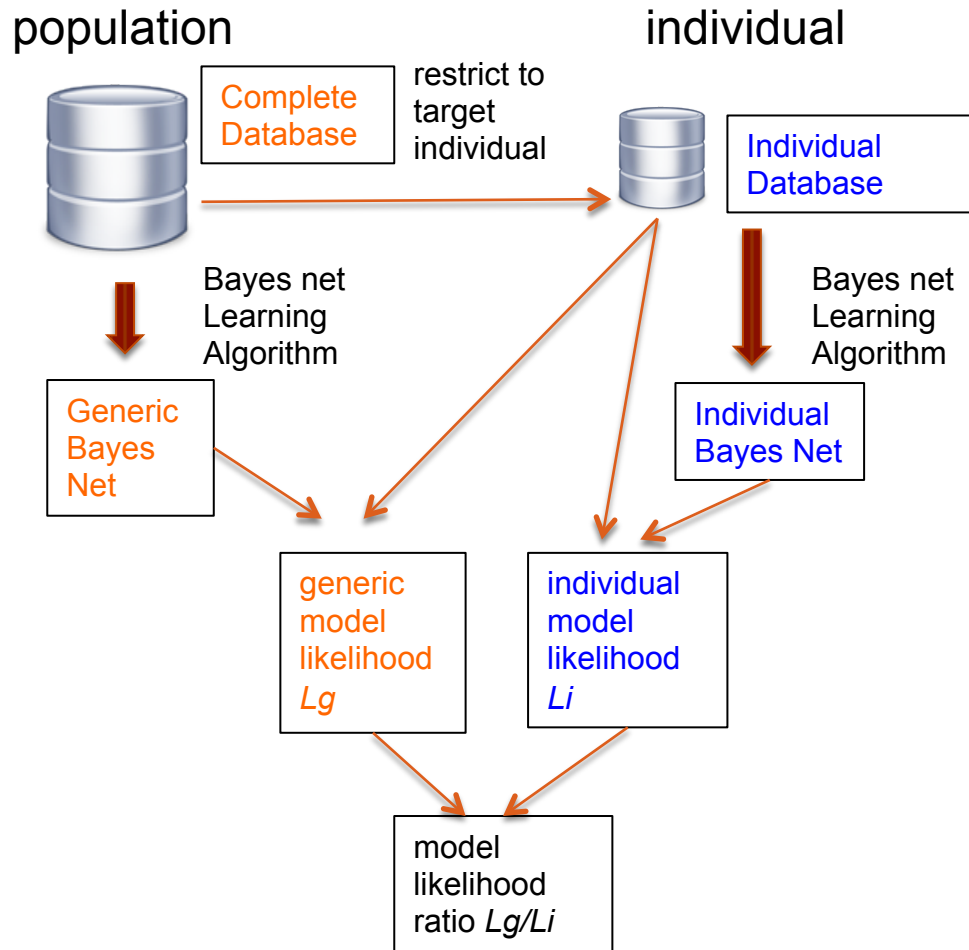 population
individual
Complete
Database
restrict to
target
individual
Individual
Database
Bayes net
Learning
Algorithm
Bayes net
Learning
Algorithm
Generic
Bayes
Net
Individual
Bayes Net
generic
model
likelihood
Lg
individual
model
likelihood
Li
model
likelihood
ratio Lg/Li